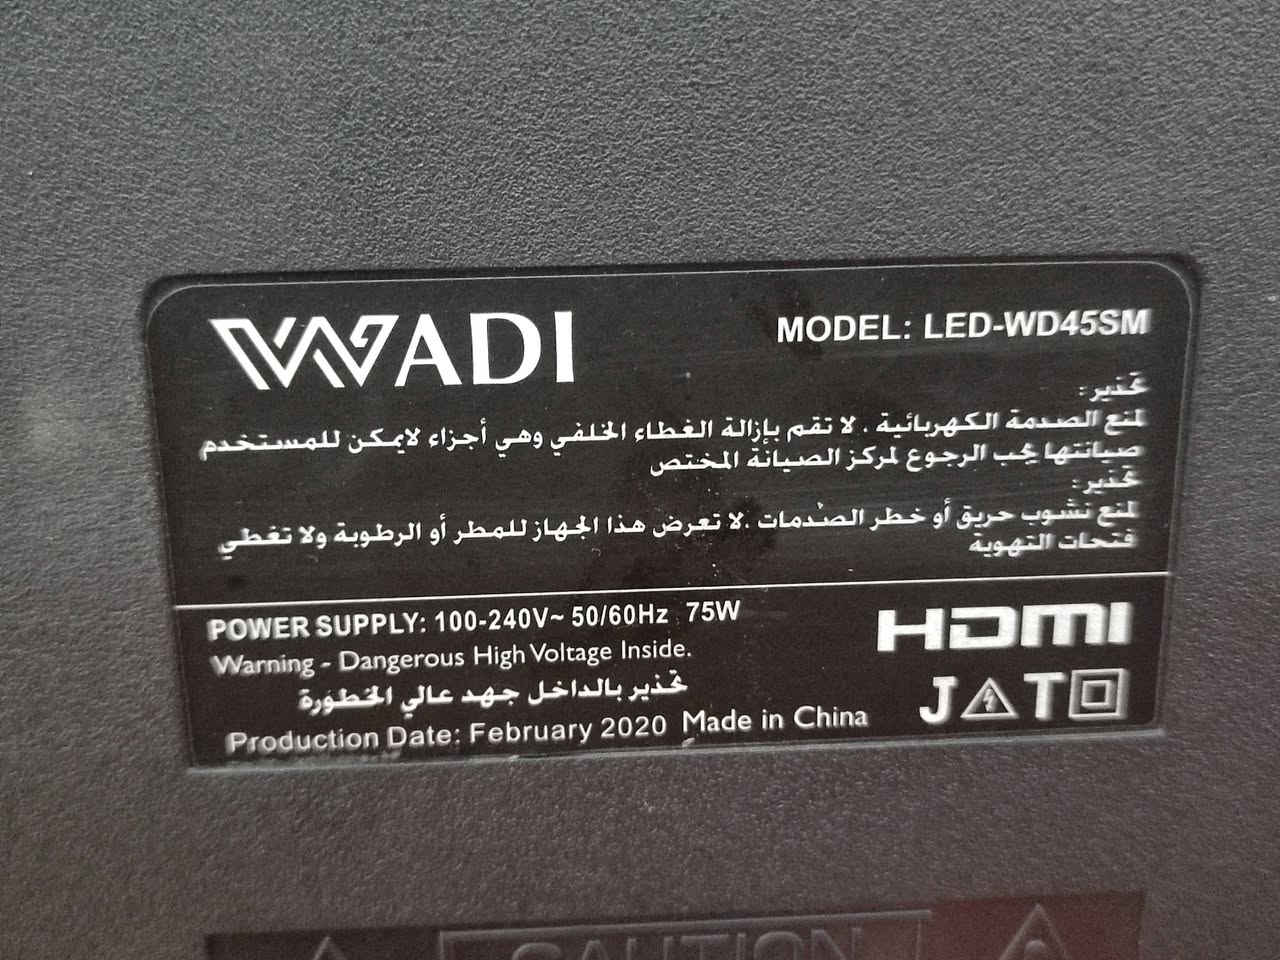 WADI
MODEL: LED-WD45SM
تحذير:
لمنع الصدمة الكهربائية . لا تقم بإزالة الغطاء الخلفي وهي أجزاء لايمكن للمستخدم
صيانتها يجب الرجوع لمركز الصيانة المختص
تحذير:
لمنع نشوب حريق أو خطر الصدمات .لا تعرض هذا الجهاز للمطر أو الرطوبة ولا تغطي
فتحات التهوية
POWER SUPPLY: 100-240V~ 50/60Hz 75W
HDMI
Warning - Dangerous High Voltage Inside.
تحذير بالداخل جهد عالي الخطورة
J T
Production Date: February 2020 Made in China
CAUTION